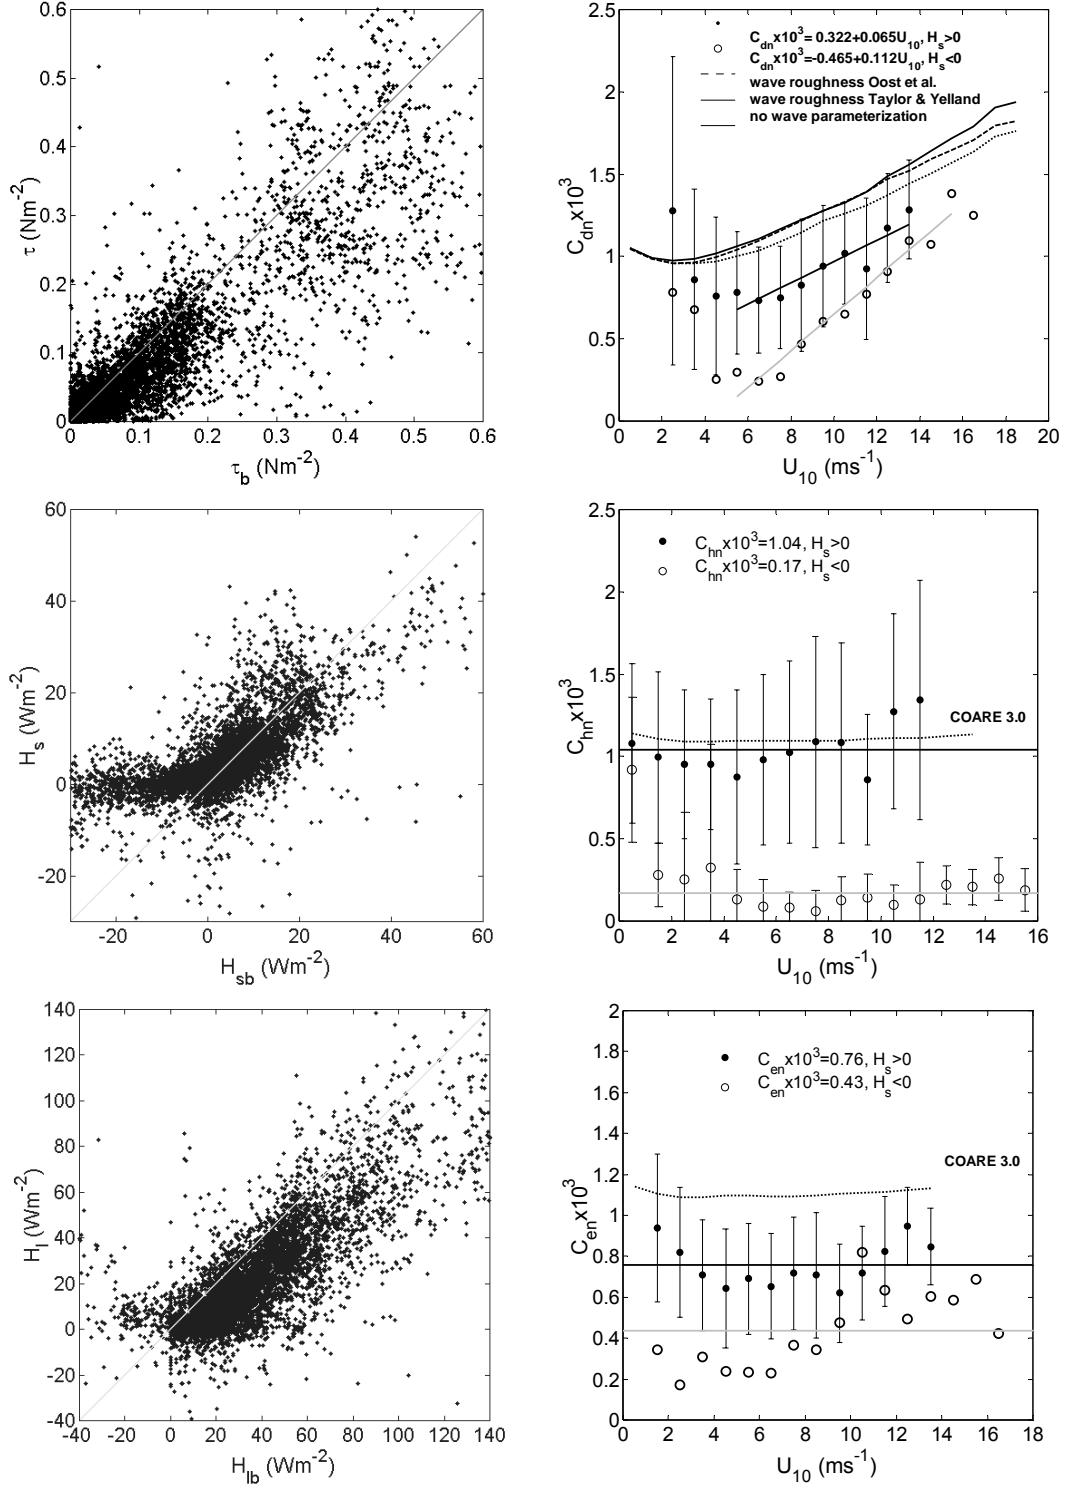 0.6
0.5
0.4
0.3
0.2
0.1
0
τ (Nm-2)
0 0.1 0.2 0.3 0.4 0.5 0.6
τb (Nm-2)
2.5
2
1.5
1
0.5
0
Cdnx103
Cdnx103= 0.322+0.065U10, Hs>0
Cdnx103=-0.465+0.112U10, Hs<0
wave roughness Oost et al.
wave roughness Taylor & Yelland
no wave parameterization
0 2 4 6 8 10 12 14 16 18 20
U10 (ms-1)
60
40
20
0
-20
Hs (Wm-2)
-20 0 20 40 60
Hsb (Wm-2)
2.5
2
1.5
1
0.5
0
Chnx103
Chnx103=1.04, Hs>0
Chnx103=0.17, Hs<0
COARE 3.0
0 2 4 6 8 10 12 14 16
U10 (ms-1)
140
120
100
80
60
40
20
0
-20
-40
Hl (Wm-2)
-40 -20 0 20 40 60 80 100 120 140
Hlb (Wm-2)
2
1.8
1.6
1.4
1.2
1
0.8
0.6
0.4
0.2
0
Cenx103
Cenx103=0.76, Hs>0
Cenx103=0.43, Hs<0
COARE 3.0
0 2 4 6 8 10 12 14 16 18
U10 (ms-1)